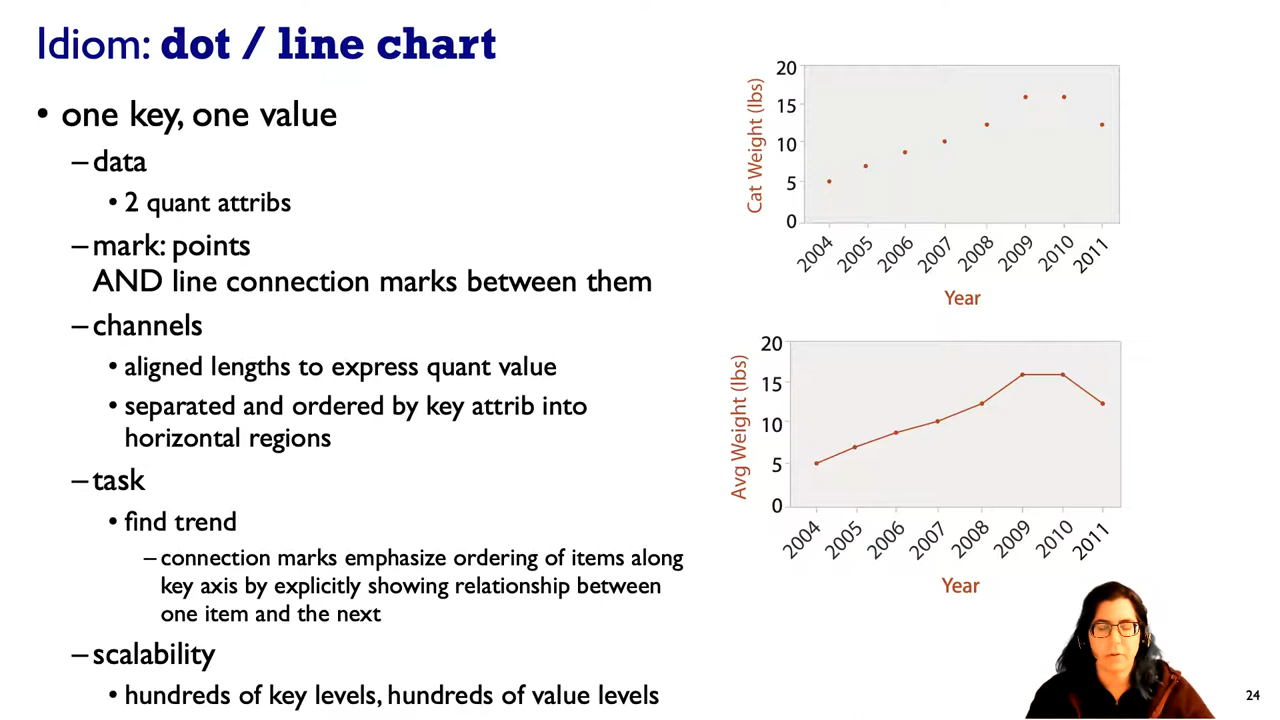 Idiom: dot / line chart
• one key, one value
– data
• 2 quant attribs
– mark: points
AND line connection marks between them
– channels
• aligned lengths to express quant value
• separated and ordered by key attrib into
horizontal regions
– task
• find trend
– connection marks emphasize ordering of items along
key axis by explicitly showing relationship between
one item and the next
– scalability
• hundreds of key levels, hundreds of value levels
Cat Weight (lbs)
20
15
10
5
0
2004 2005 2006 2007 2008 2009 2010 2011
Year
Avg Weight (lbs)
20
15
10
5
0
2004 2005 2006 2007 2008 2009 2010 2011
Year
24